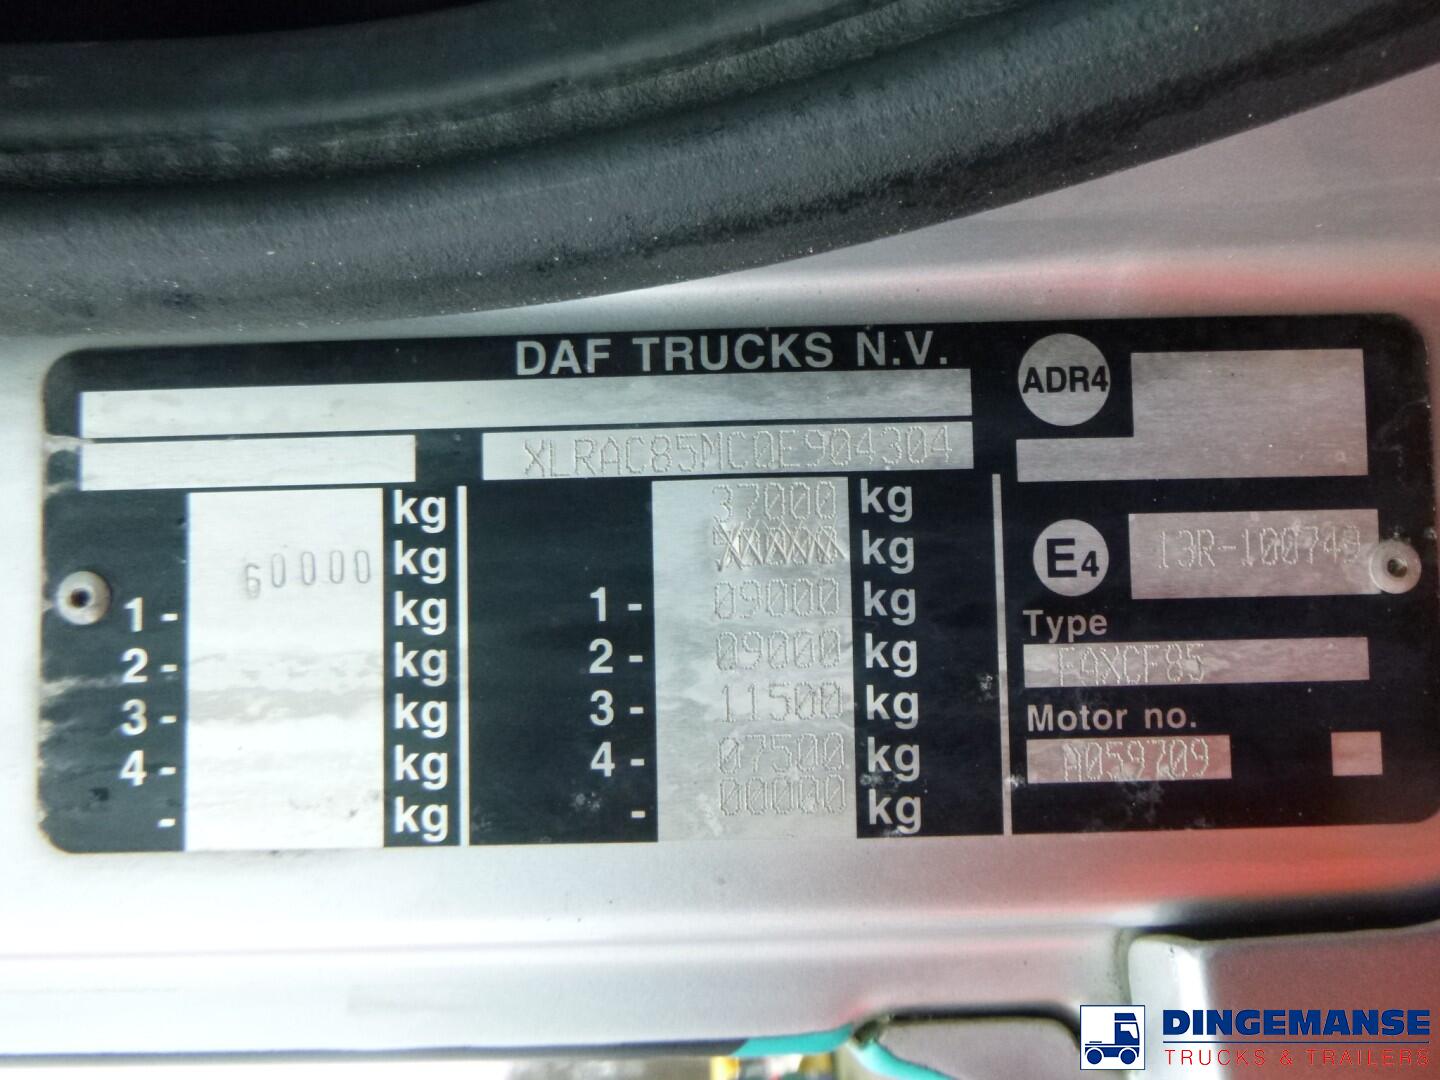 DAF TRUCKS N.V.
ADR4
XLRAC85MC0E904304
kg 37000 kg
60000 kg kg
1 - kg 1 - 09000 kg
2 - kg 2 - 09000 kg
3 - kg 3 - 11500 kg
4 - kg 4 - 07500 kg
- kg - 00000 kg
E4 13R-100749
Type
FAXCF85
Motor no.
A059709
DINGEMANSE
TRUCKS & TRAILERS